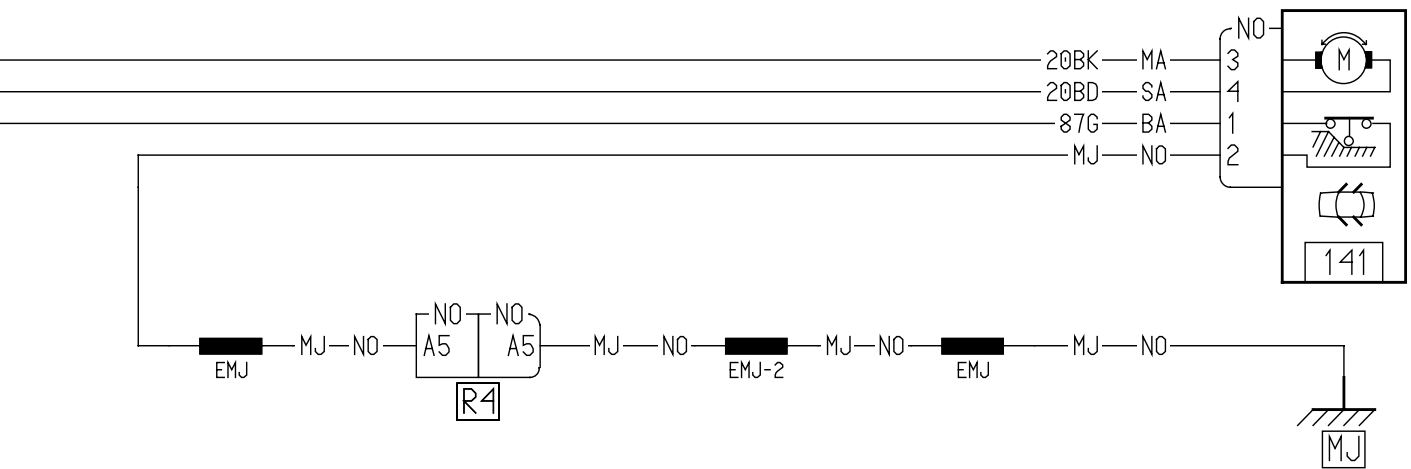 NO
20BK MA 3 M
20BD SA 4
87G BA 1
MJ NO 2
141
NO NO
MJ NO A5 A5 MJ NO MJ NO MJ NO
EMJ EMJ-2 EMJ
R4
MJ